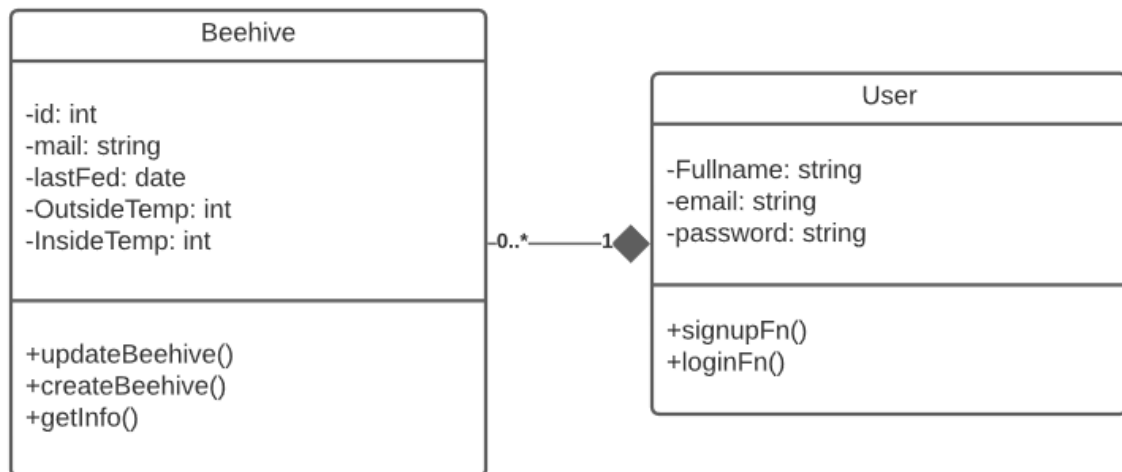 Beehive
-id: int
-mail: string
-lastFed: date
-OutsideTemp: int
-InsideTemp: int
+updateBeehive()
+createBeehive()
+getInfo()
0..*
1
User
-Fullname: string
-email: string
-password: string
+signupFn()
+loginFn()